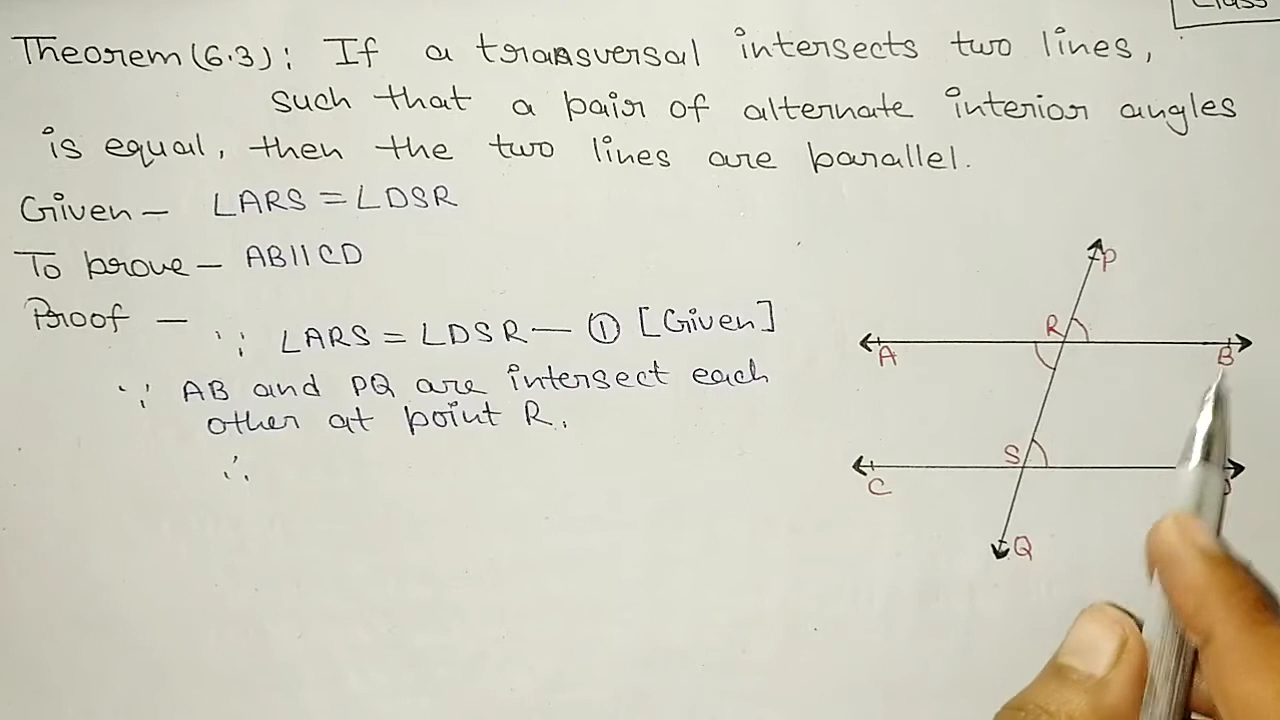 Class
Theorem (6.3): If a transversal intersects two lines,
such that a pair of alternate interior angles
is equal, then the two lines are parallel.
Given - ∠ARS = ∠DSR
To prove - AB||CD
Proof -
∵ ∠ARS = ∠DSR — ① [Given]
∵ AB and PQ are intersect each
other at point R.
∴
P
R
A
B
S
C
D
Q